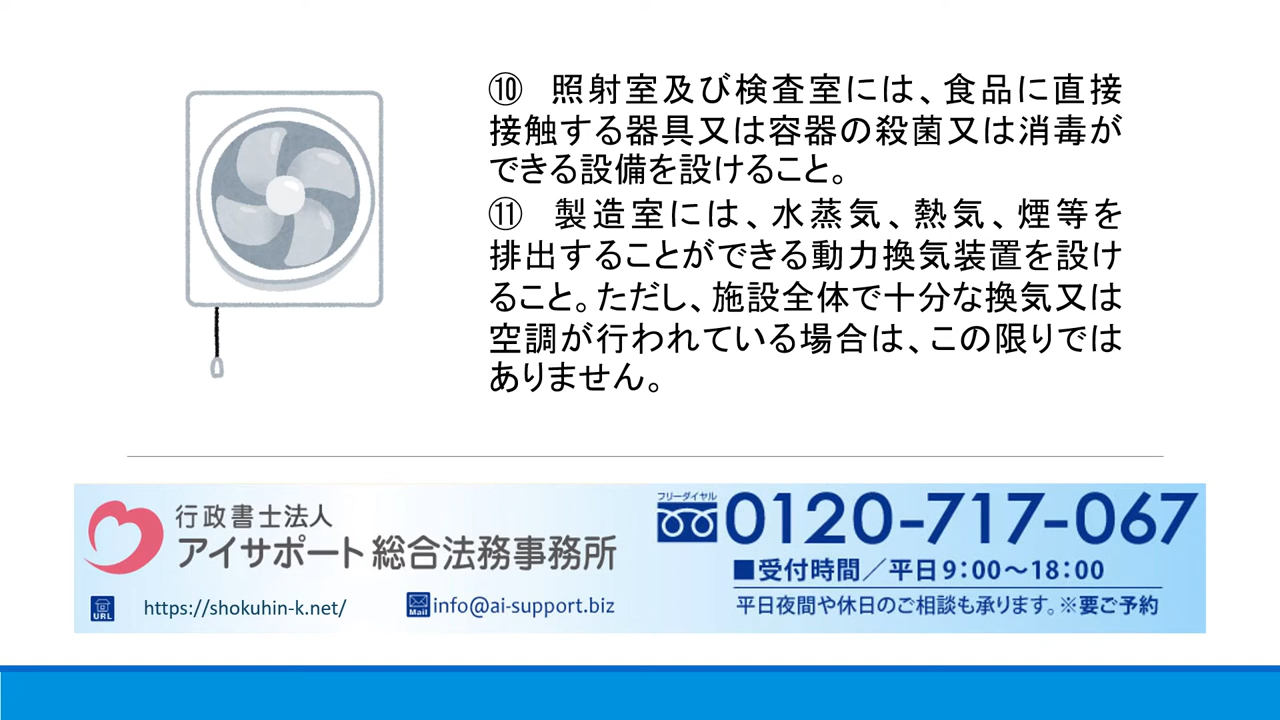 ⑩　照射室及び検査室には、食品に直接
接触する器具又は容器の殺菌又は消毒が
できる設備を設けること。
⑪　製造室には、水蒸気、熱気、煙等を
排出することができる動力換気装置を設け
ること。ただし、施設全体で十分な換気又は
空調が行われている場合は、この限りでは
ありません。
行政書士法人
アイサポート 総合法務事務所
URL https://shokuhin-k.net/
Mail info@ai-support.biz
フリーダイヤル
0120-717-067
■受付時間／平日9:00〜18:00
平日夜間や休日のご相談も承ります。※要ご予約